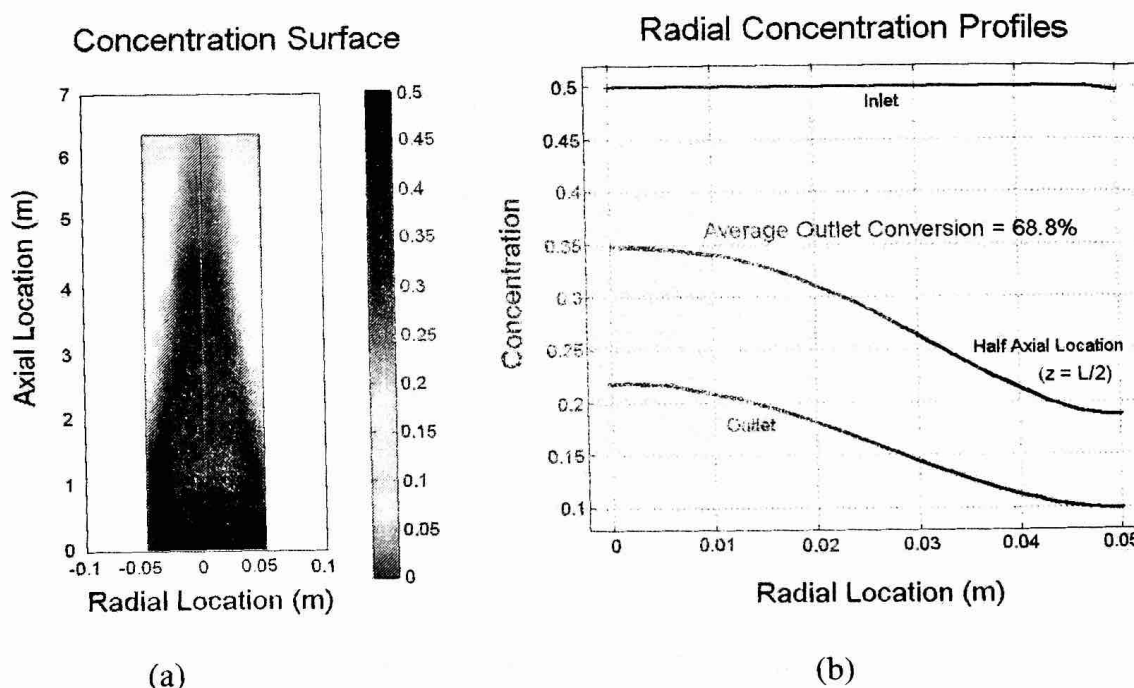 Concentration Surface
7
6
5
4
3
2
1
0
Axial Location (m)
-0.1 -0.05 0 0.05 0.1
Radial Location (m)
0.5
0.45
0.4
0.35
0.3
0.25
0.2
0.15
0.1
0.05
0
(a)
Radial Concentration Profiles
0.5
0.45
0.4
0.35
0.3
0.25
0.2
0.15
0.1
Concentration
Inlet
Average Outlet Conversion = 68.8%
Half Axial Location
(z = L/2)
Outlet
0 0.01 0.02 0.03 0.04 0.05
Radial Location (m)
(b)